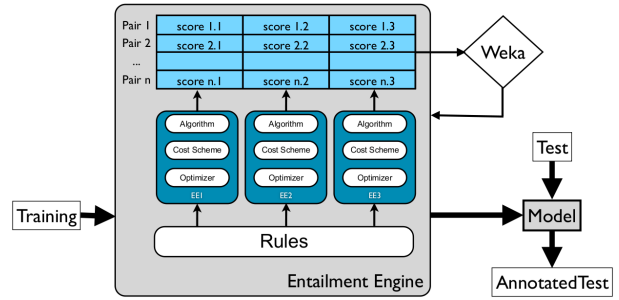 Pair 1 score 1.1 score 1.2 score 1.3
Pair 2 score 2.1 score 2.2 score 2.3
...
Pair n score n.1 score n.2 score n.3
Weka
Algorithm Algorithm Algorithm
Cost Scheme Cost Scheme Cost Scheme
Optimizer Optimizer Optimizer
EE1 EE2 EE3
Test
Training
Model
Rules
Entailment Engine
AnnotatedTest